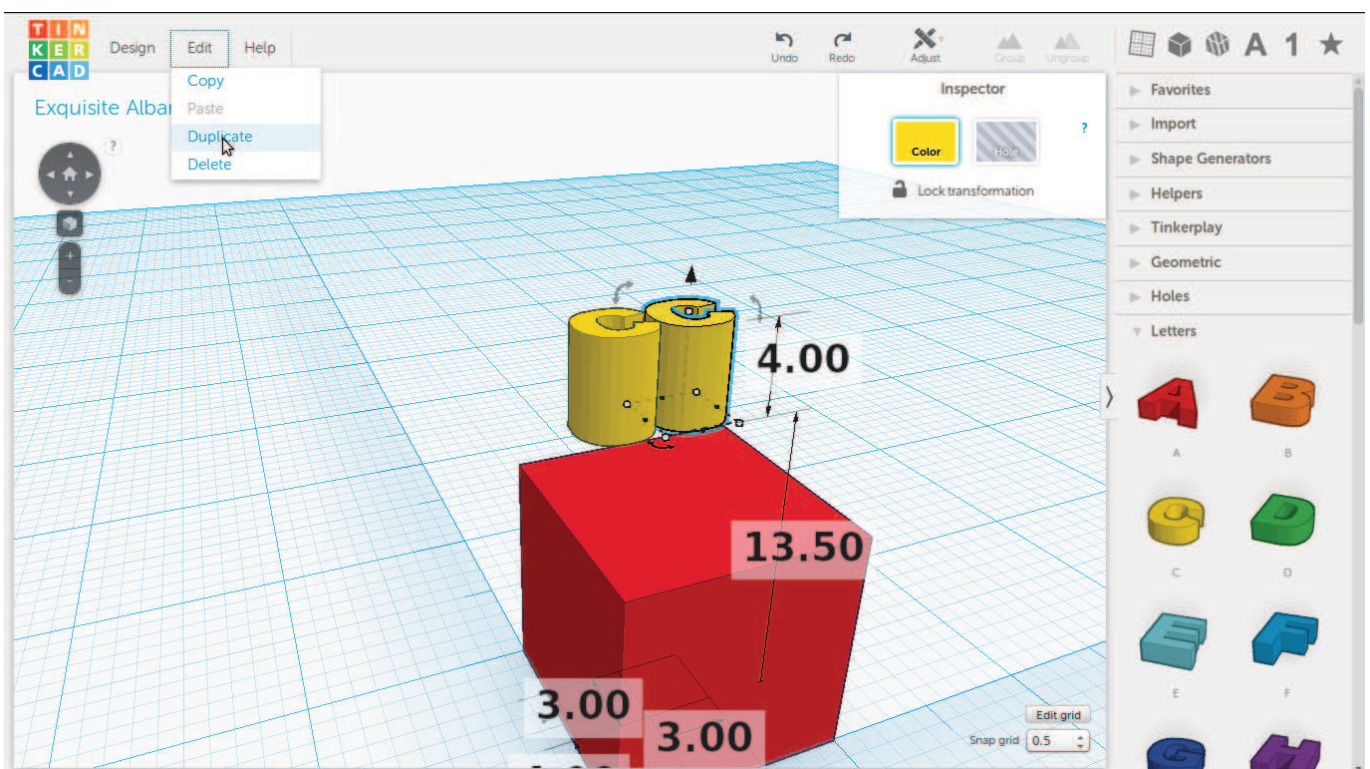 TIN
KER
CAD
Design Edit Help
Undo Redo Adjust Group Ungroup
A 1
Copy
Paste
Duplicate
Delete
Exquisite Alba
?
Inspector
Color Hole ?
Lock transformation
Favorites
Import
Shape Generators
Helpers
Tinkerplay
Geometric
Holes
Letters
A B
C D
E F
4.00
13.50
3.00
3.00
+
-
Edit grid
Snap grid 0.5